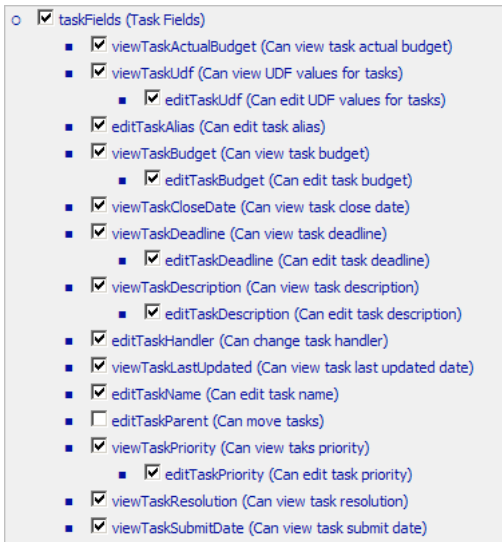 taskFields (Task Fields)
viewTaskActualBudget (Can view task actual budget)
viewTaskUdf (Can view UDF values for tasks)
editTaskUdf (Can edit UDF values for tasks)
editTaskAlias (Can edit task alias)
viewTaskBudget (Can view task budget)
editTaskBudget (Can edit task budget)
viewTaskCloseDate (Can view task close date)
viewTaskDeadline (Can view task deadline)
editTaskDeadline (Can edit task deadline)
viewTaskDescription (Can view task description)
editTaskDescription (Can edit task description)
editTaskHandler (Can change task handler)
viewTaskLastUpdated (Can view task last updated date)
editTaskName (Can edit task name)
editTaskParent (Can move tasks)
viewTaskPriority (Can view taks priority)
editTaskPriority (Can edit task priority)
viewTaskResolution (Can view task resolution)
viewTaskSubmitDate (Can view task submit date)